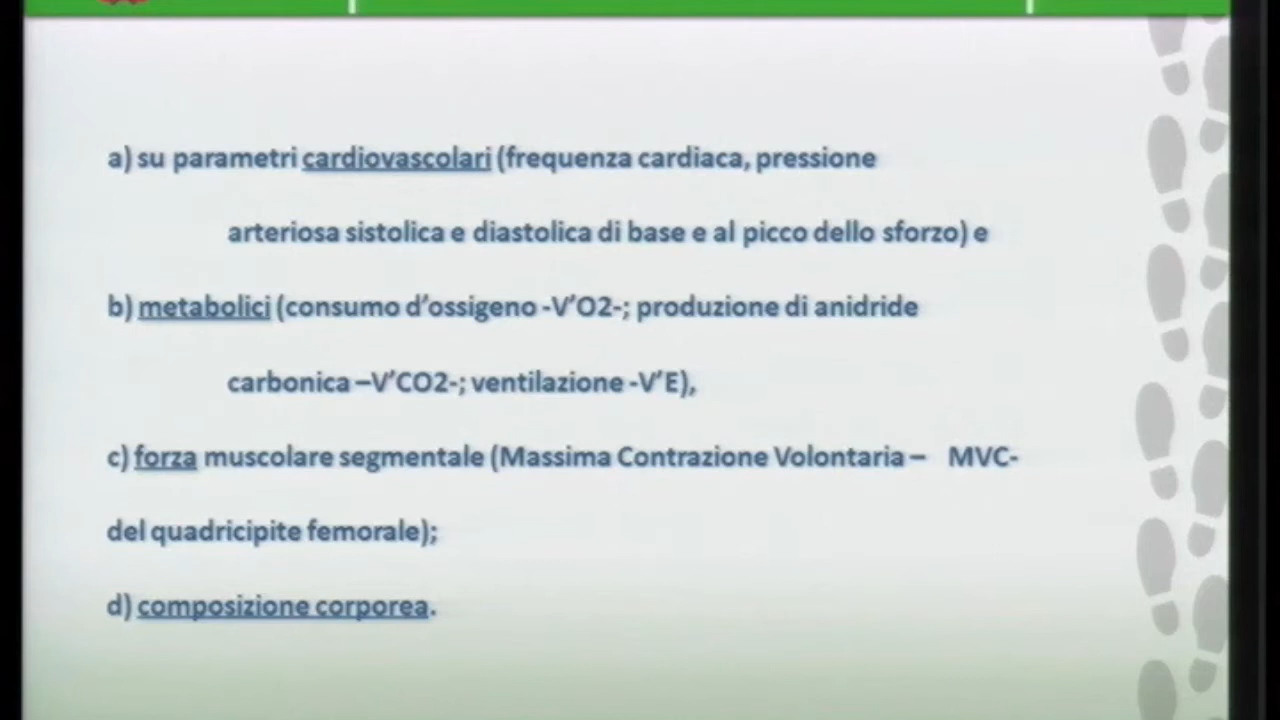 a) su parametri cardiovascolari (frequenza cardiaca, pressione
arteriosa sistolica e diastolica di base e al picco dello sforzo) e
b) metabolici (consumo d’ossigeno -V’O2-; produzione di anidride
carbonica –V’CO2-; ventilazione -V’E),
c) forza muscolare segmentale (Massima Contrazione Volontaria – MVC-
del quadricipite femorale);
d) composizione corporea.